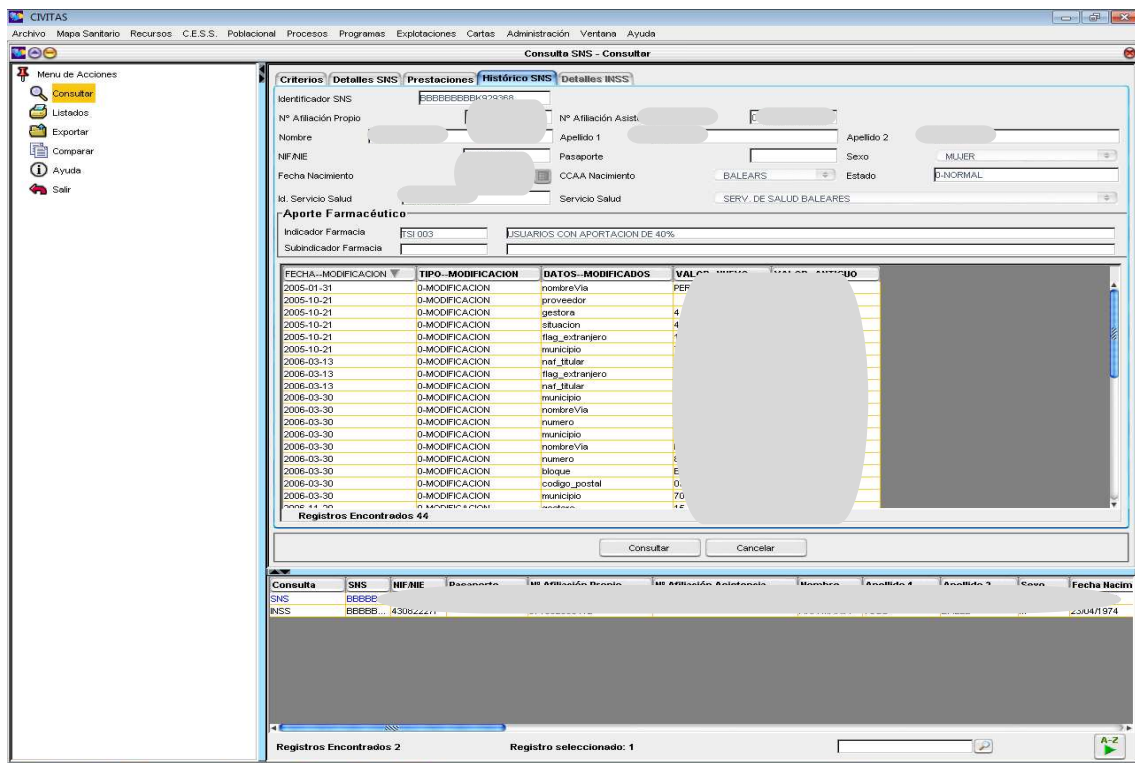 CIVITAS
Archivo Mapa Sanitario Recursos C.E.S.S. Poblacional Procesos Programas Explotaciones Cartas Administración Ventana Ayuda
Consulta SNS - Consultar
Menu de Acciones
Consultar
Listados
Exportar
Comparar
Ayuda
Salir
Criterios Detalles SNS Prestaciones Histórico SNS Detalles INSS
Identificador SNS
Nº Afiliación Propio Nº Afiliación
Nombre Apellido 1 Apellido 2
NIF/NIE Pasaporte Sexo MUJER
Fecha Nacimiento CCAA Nacimiento BALEARS Estado 0-NORMAL
Id. Servicio Salud Servicio Salud SERV. DE SALUD BALEARES
Aporte Farmacéutico
Indicador Farmacia TSI 003 USUARIOS CON APORTACION DE 40%
Subindicador Farmacia
FECHA--MODIFICACION TIPO--MODIFICACION DATOS--MODIFICADOS
2005-01-31 0-MODIFICACION nombreVia PER
2005-10-21 0-MODIFICACION proveedor
2005-10-21 0-MODIFICACION gestora 4
2005-10-21 0-MODIFICACION situacion 4
2005-10-21 0-MODIFICACION flag_extranjero
2005-10-21 0-MODIFICACION municipio
2006-03-13 0-MODIFICACION naf_titular
2006-03-13 0-MODIFICACION flag_extranjero
2006-03-13 0-MODIFICACION naf_titular
2006-03-30 0-MODIFICACION municipio
2006-03-30 0-MODIFICACION nombreVia
2006-03-30 0-MODIFICACION numero
2006-03-30 0-MODIFICACION municipio
2006-03-30 0-MODIFICACION nombreVia
2006-03-30 0-MODIFICACION numero
2006-03-30 0-MODIFICACION bloque
2006-03-30 0-MODIFICACION codigo_postal
2006-03-30 0-MODIFICACION municipio 70
Registros Encontrados 44
Consultar Cancelar
Consulta SNS NIF/NIE Fecha Nacim
SNS BBBBB
INSS BBBBB... 23/04/1974
Registros Encontrados 2 Registro seleccionado: 1
A-Z